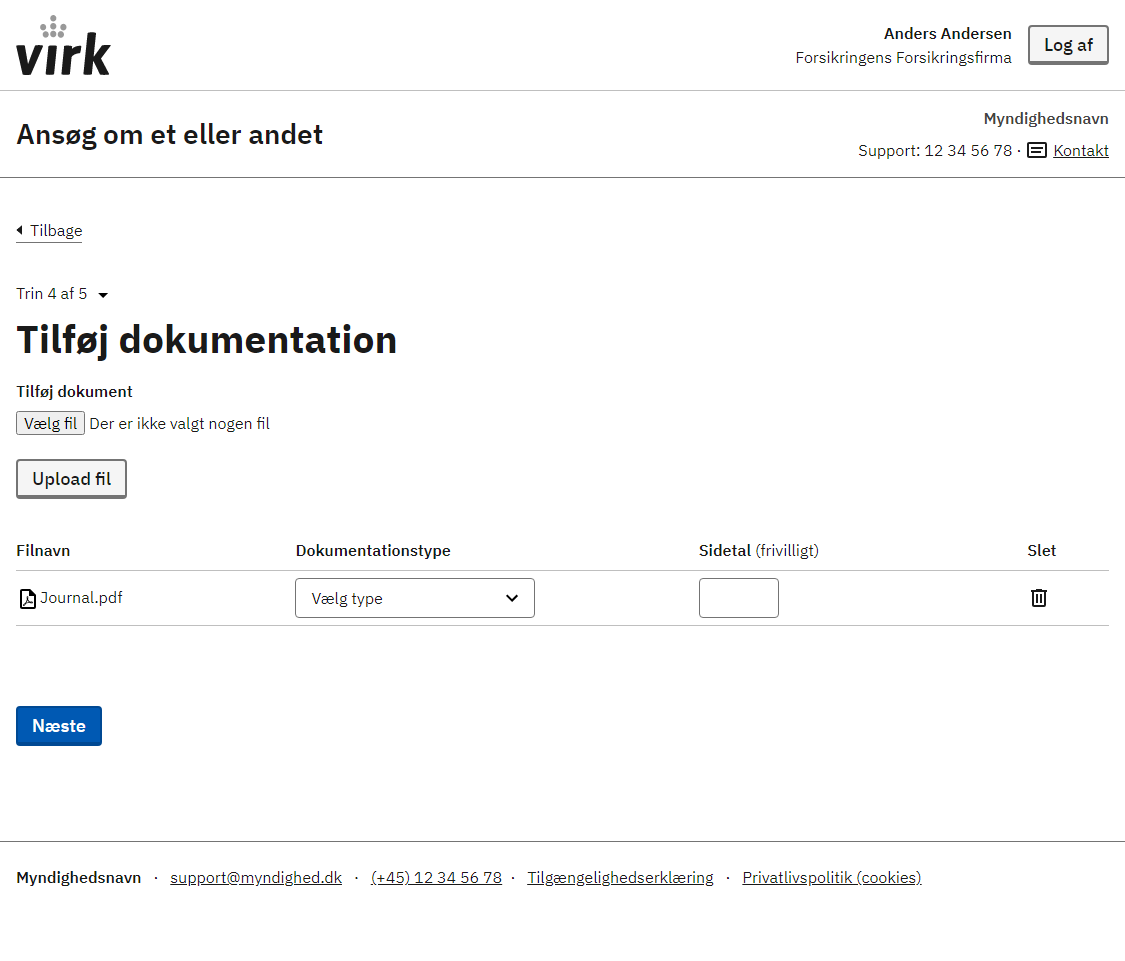 virk
Anders Andersen
Forsikringens Forsikringsfirma
Log af
Ansøg om et eller andet
Myndighedsnavn
Support: 12 34 56 78 · Kontakt
Tilbage
Trin 4 af 5
Tilføj dokumentation
Tilføj dokument
Vælg fil Der er ikke valgt nogen fil
Upload fil
Filnavn Dokumentationstype Sidetal (frivilligt) Slet
Journal.pdf Vælg type
Næste
Myndighedsnavn · support@myndighed.dk · (+45) 12 34 56 78 · Tilgængelighedserklæring · Privatlivspolitik (cookies)